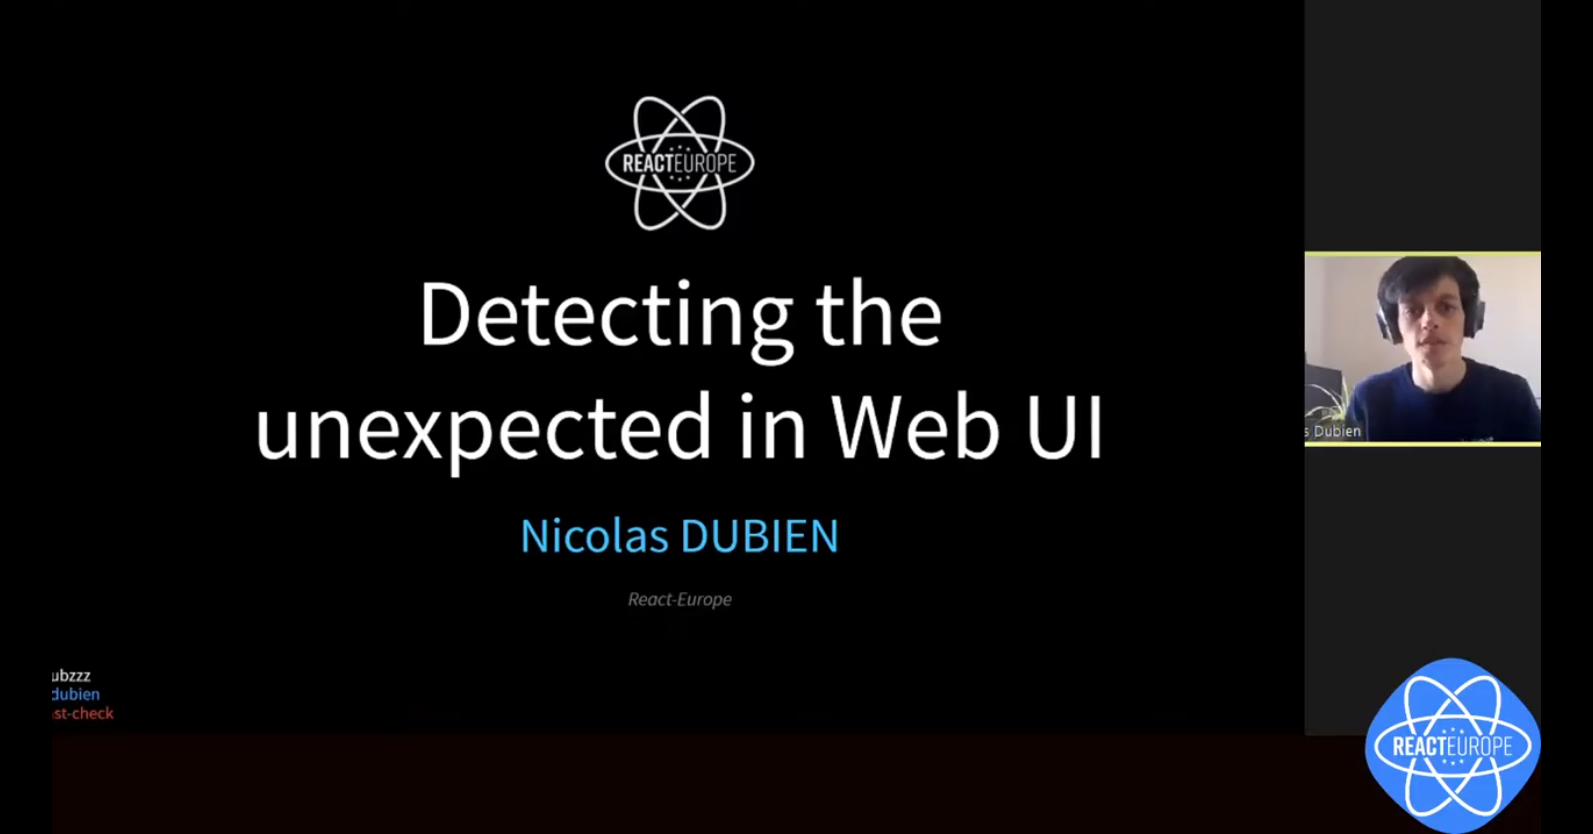 REACTEUROPE
Detecting the
unexpected in Web UI
Nicolas DUBIEN
React-Europe
ubzzz
dubien
st-check
s Dubien
REACTEUROPE